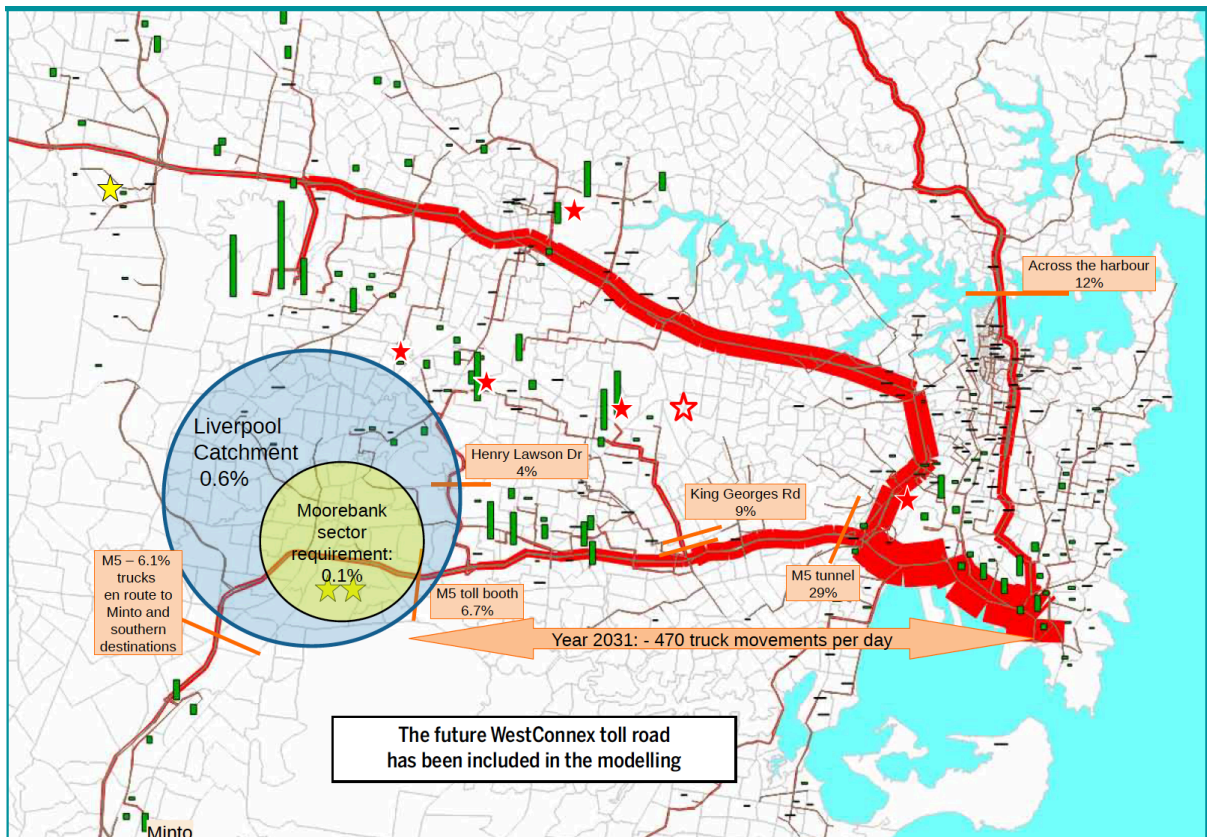 Across the harbour
12%
Liverpool
Catchment
0.6%
Henry Lawson Dr
4%
King Georges Rd
9%
Moorebank
sector
requirement:
0.1%
M5 – 6.1%
trucks
en route to
Minto and
southern
destinations
M5 toll booth
6.7%
M5 tunnel
29%
Year 2031: - 470 truck movements per day
The future WestConnex toll road
has been included in the modelling
Minto